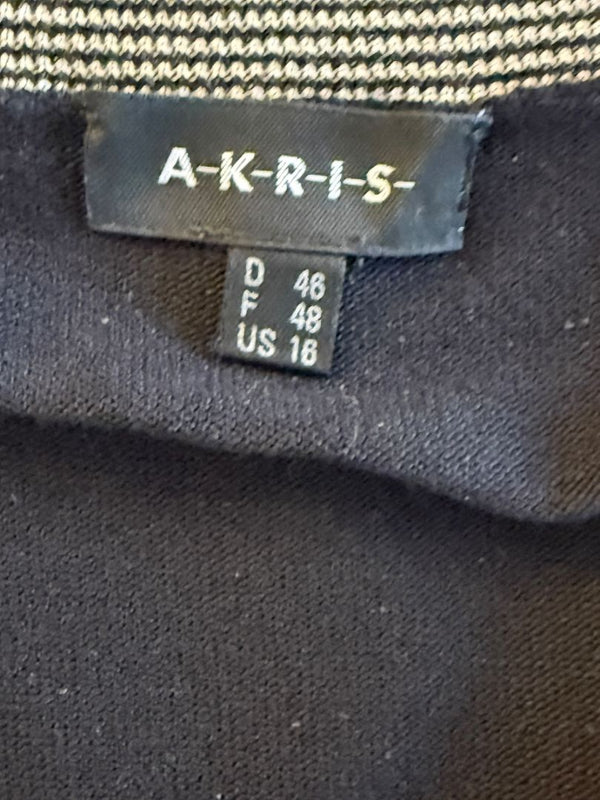 A-K-R-I-S-
D 46
F 48
US 16